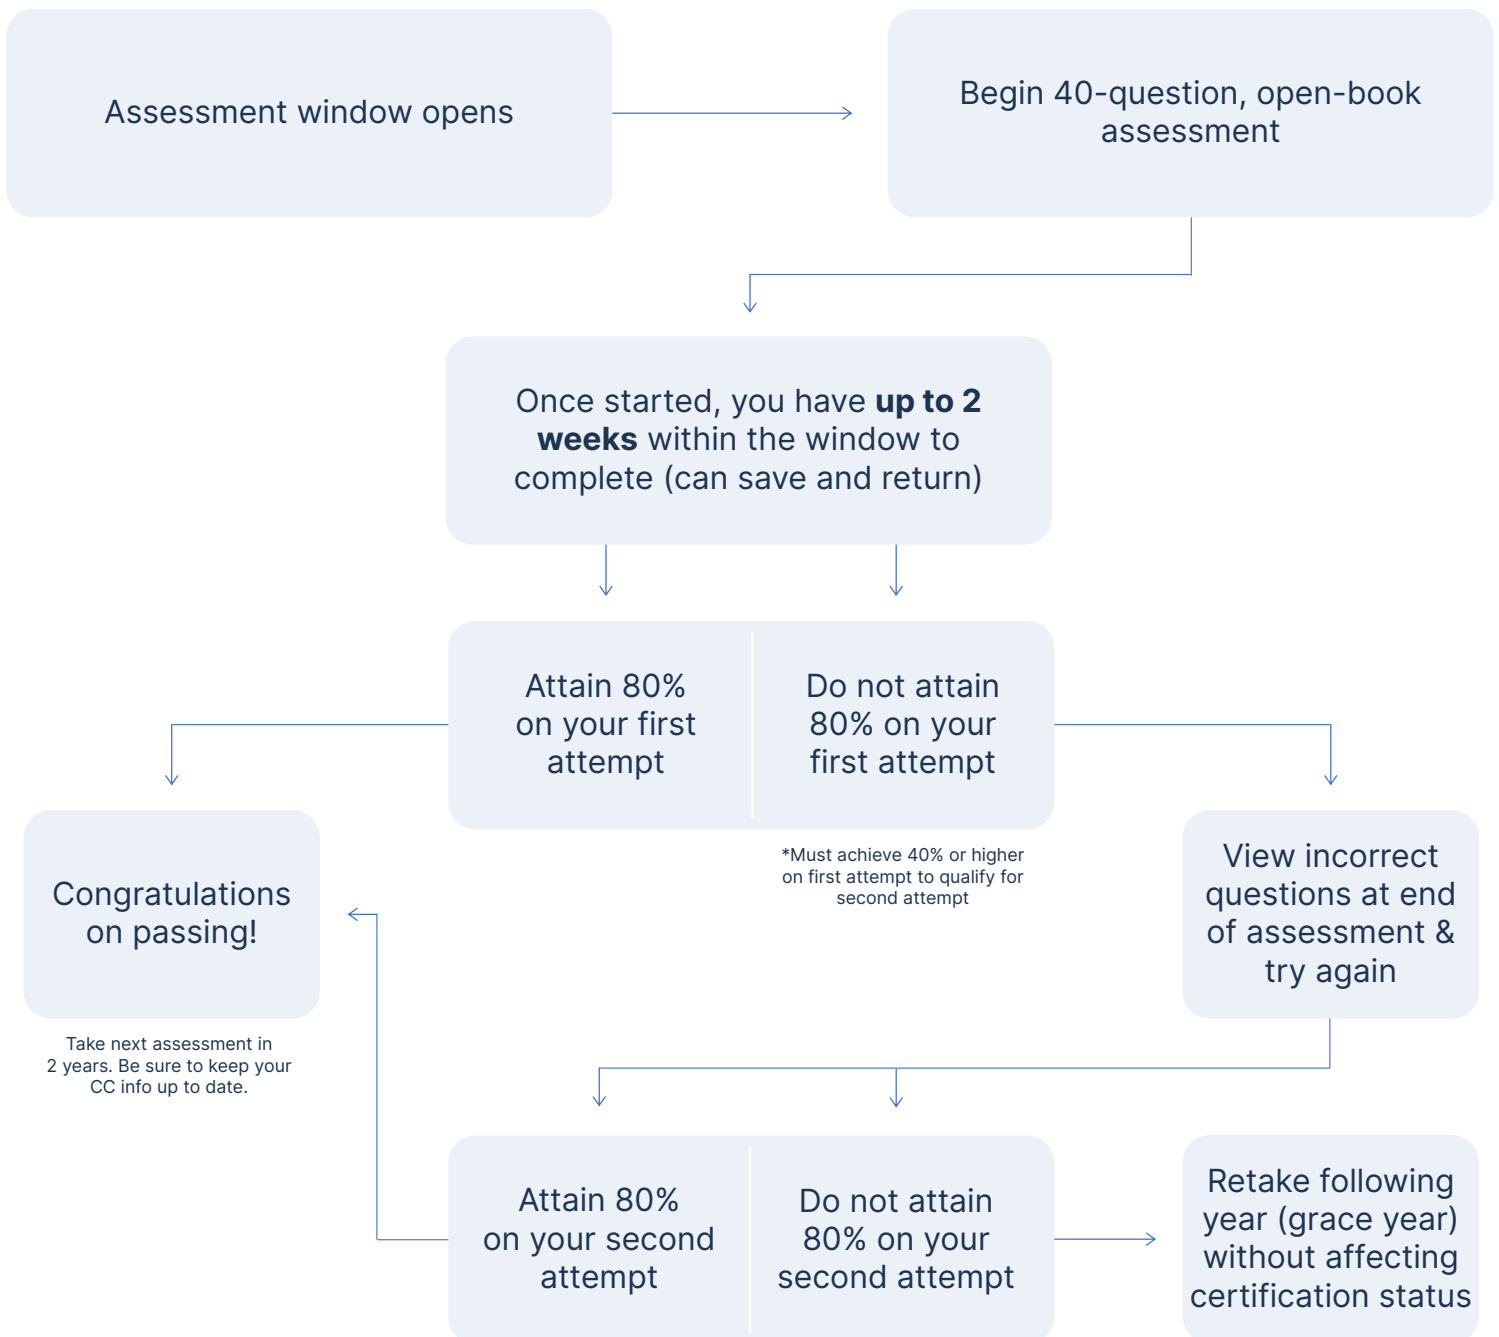 Assessment window opens
Begin 40-question, open-book
assessment
Once started, you have up to 2
weeks within the window to
complete (can save and return)
Attain 80%
on your first
attempt
Do not attain
80% on your
first attempt
*Must achieve 40% or higher
on first attempt to qualify for
second attempt
Congratulations
on passing!
Take next assessment in
2 years. Be sure to keep your
CC info up to date.
View incorrect
questions at end
of assessment &
try again
Attain 80%
on your second
attempt
Do not attain
80% on your
second attempt
Retake following
year (grace year)
without affecting
certification status